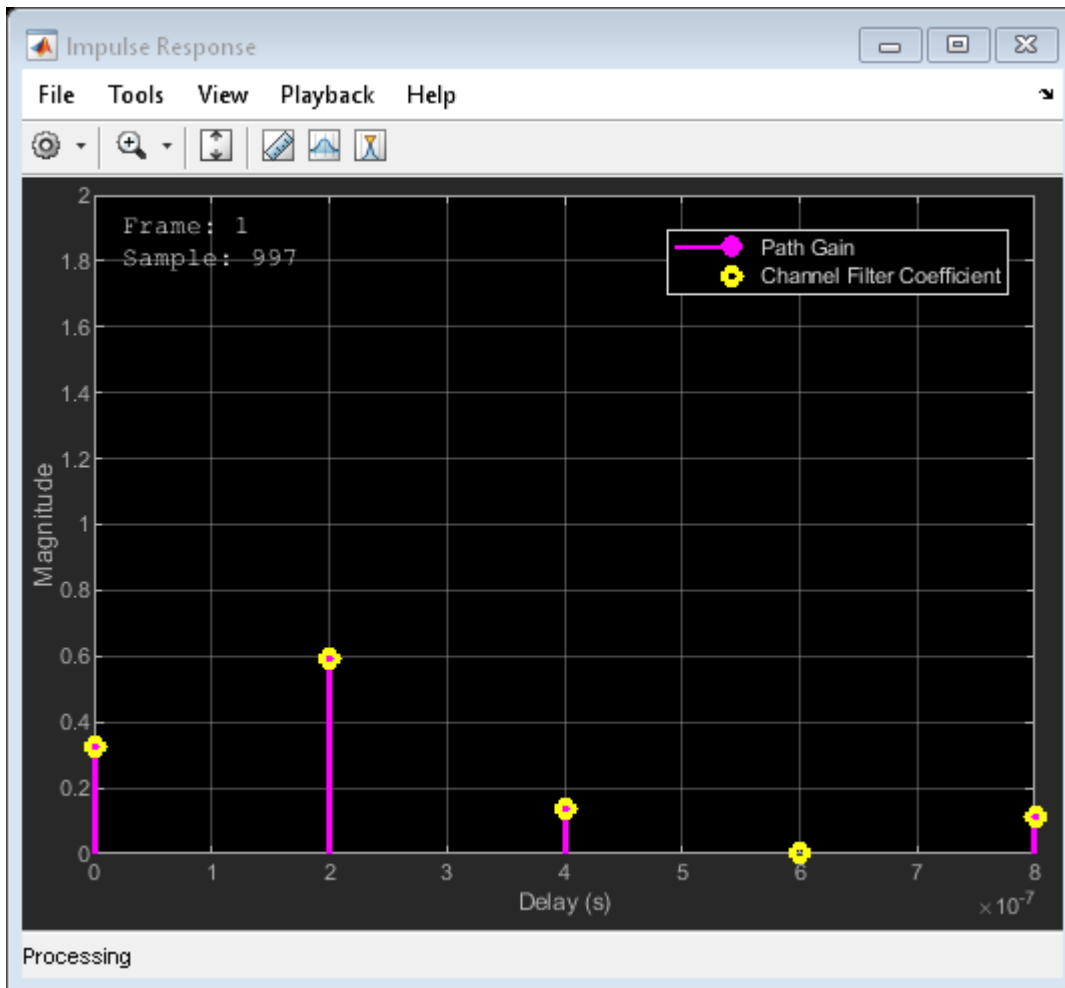 Impulse Response
File Tools View Playback Help
2
Frame: 1
Sample: 997
Path Gain
Channel Filter Coefficient
1.8
1.6
1.4
1.2
1
0.8
0.6
0.4
0.2
0
Magnitude
0 1 2 3 4 5 6 7 8
Delay (s)
×10⁻⁷
Processing